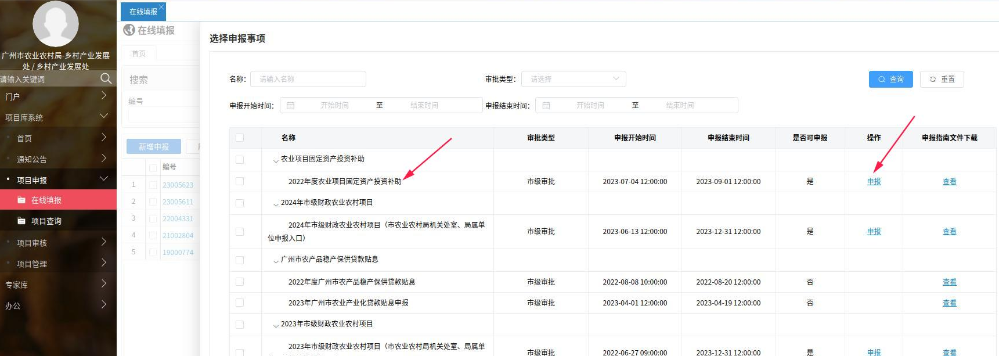 广州市农业农村局-乡村产业发展
处 / 乡村产业发展处
请输入关键词
门户
项目库系统
首页
通知公告
项目申报
在线填报
项目查询
项目审核
项目管理
专家库
办公
在线填报
在线填报
首页
搜索
编号
新增申报
编号
1 23005623
2 23005611
3 22004331
4 21002804
5 19000774
选择申报事项
名称： 请输入名称 审批类型： 请选择 查询 重置
申报开始时间： 开始时间 至 结束时间 申报结束时间： 开始时间 至 结束时间
名称 审批类型 申报开始时间 申报结束时间 是否可申报 操作 申报指南文件下载
农业项目固定资产投资补助
2022年度农业项目固定资产投资补助 市级审批 2023-07-04 12:00:00 2023-09-01 12:00:00 是 申报 查看
2024年市级财政农业农村项目
2024年市级财政农业农村项目（市农业农村局机关处室、局属单
位申报入口） 市级审批 2023-06-13 12:00:00 2023-12-31 12:00:00 是 申报 查看
广州市农产品稳产保供贷款贴息
2022年度广州市农产品稳产保供贷款贴息 市级审批 2022-08-08 10:00:00 2022-08-20 12:00:00 否 查看
2023年广州市农业产业化贷款贴息申报 市级审批 2023-04-01 12:00:00 2023-04-19 12:00:00 否 查看
2023年市级财政农业农村项目
2023年市级财政农业农村项目（市农业农村局机关处室、局属单
市级审批 2022-06-27 09:00:00 2023-12-31 12:00:00 是 申报 查看